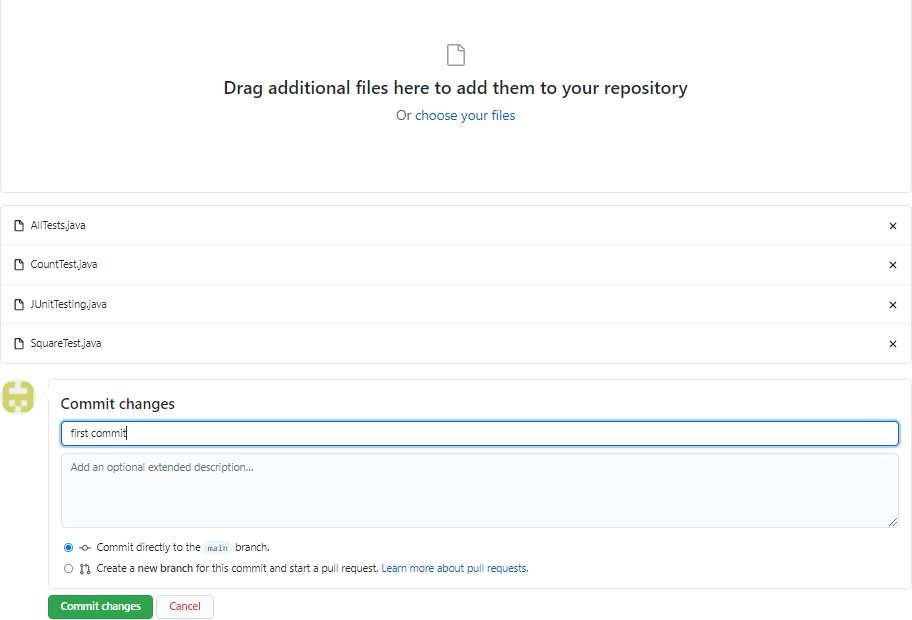 Drag additional files here to add them to your repository
Or choose your files
AllTests.java
CountTest.java
JUnitTesting.java
SquareTest.java
Commit changes
first commit
Add an optional extended description...
Commit directly to the main branch.
Create a new branch for this commit and start a pull request. Learn more about pull requests.
Commit changes Cancel